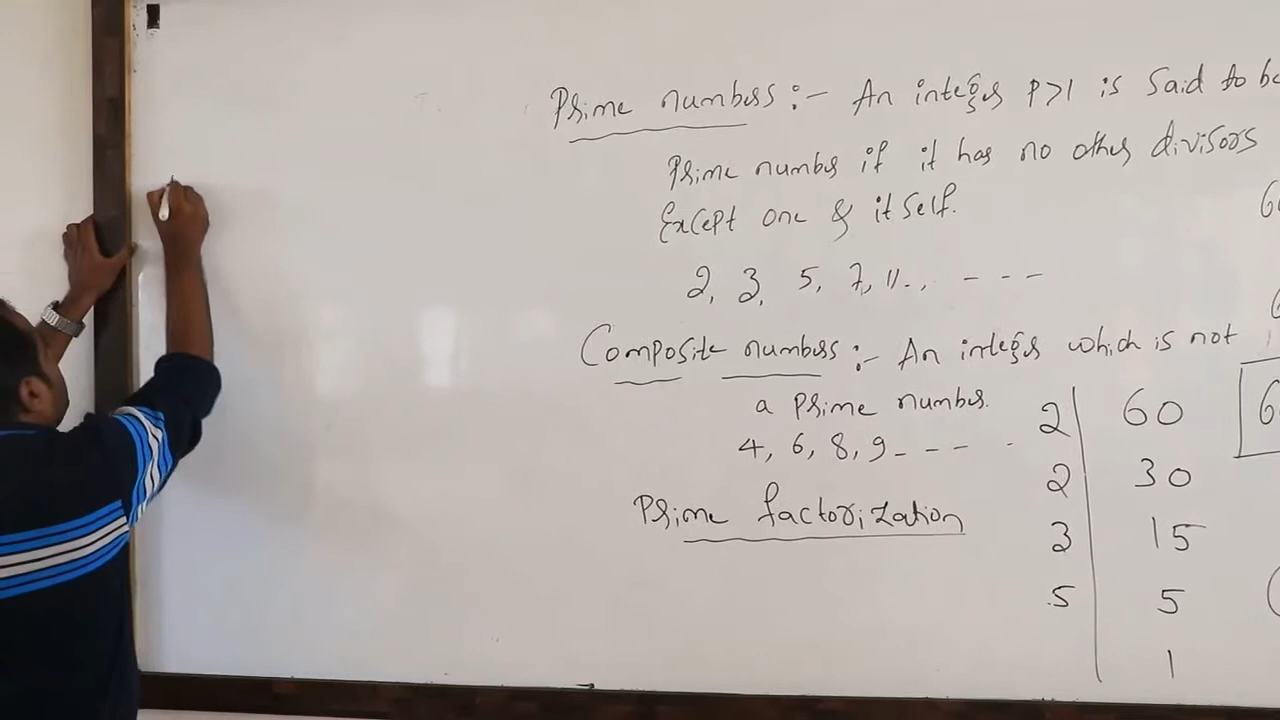 Prime numbers :- An integer P>1 is said to be
Prime number if it has no other divisors
Except one & itself.
2, 3, 5, 7, 11.., - - -
Composite numbers :- An integer which is not
a prime number.
4, 6, 8, 9 - - -
Prime factorization
2 | 60
2 | 30
3 | 15
5 | 5
1